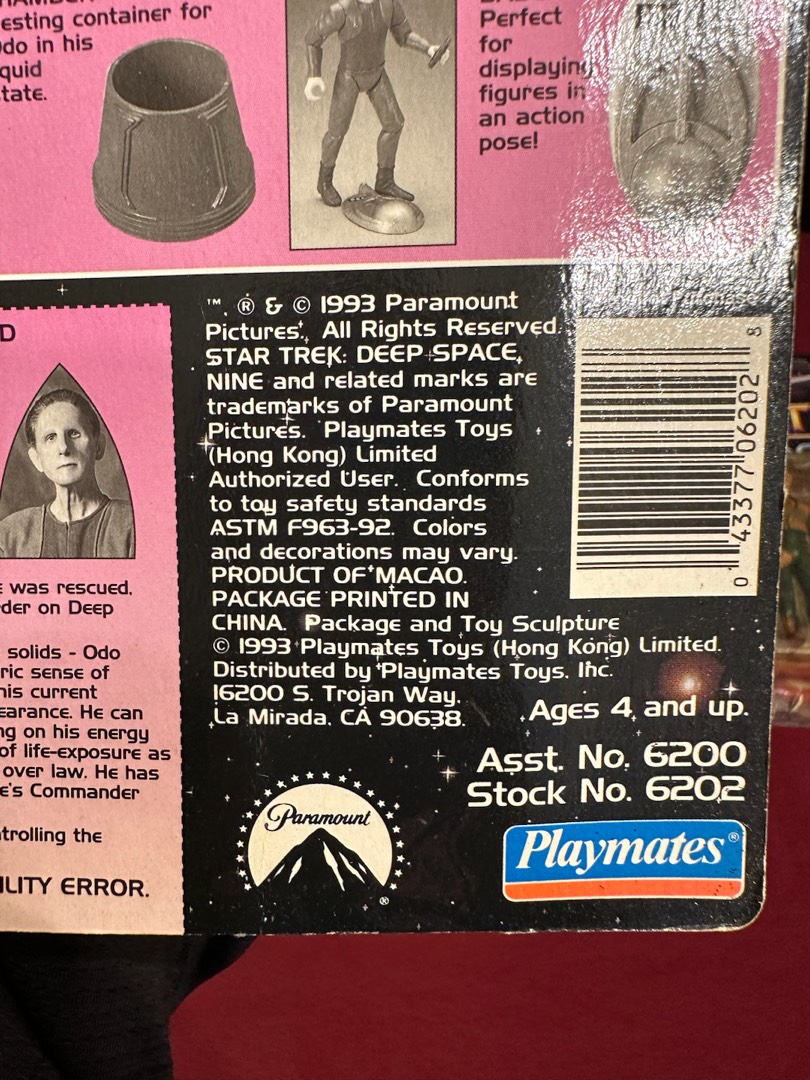 esting container for
do in his
quid
tate.
Perfect
for
displaying
figures in
an action
pose!
D
E was rescued.
der on Deep
solids - Odo
ric sense of
his current
earance. He can
ng on his energy
of life-exposure as
over law. He has
e's Commander
trolling the
ILITY ERROR.
™, ® & © 1993 Paramount
Pictures. All Rights Reserved.
STAR TREK: DEEP SPACE
NINE and related marks are
trademarks of Paramount
Pictures. Playmates Toys
(Hong Kong) Limited
Authorized User. Conforms
to toy safety standards
ASTM F963-92. Colors
and decorations may vary.
PRODUCT OF MACAO.
PACKAGE PRINTED IN
CHINA. Package and Toy Sculpture
© 1993 Playmates Toys (Hong Kong) Limited.
Distributed by Playmates Toys, Inc.
16200 S. Trojan Way,
La Mirada, CA 90638.
Ages 4 and up.
Asst. No. 6200
Stock No. 6202
0 43377 06202 8
Paramount ®
Playmates®